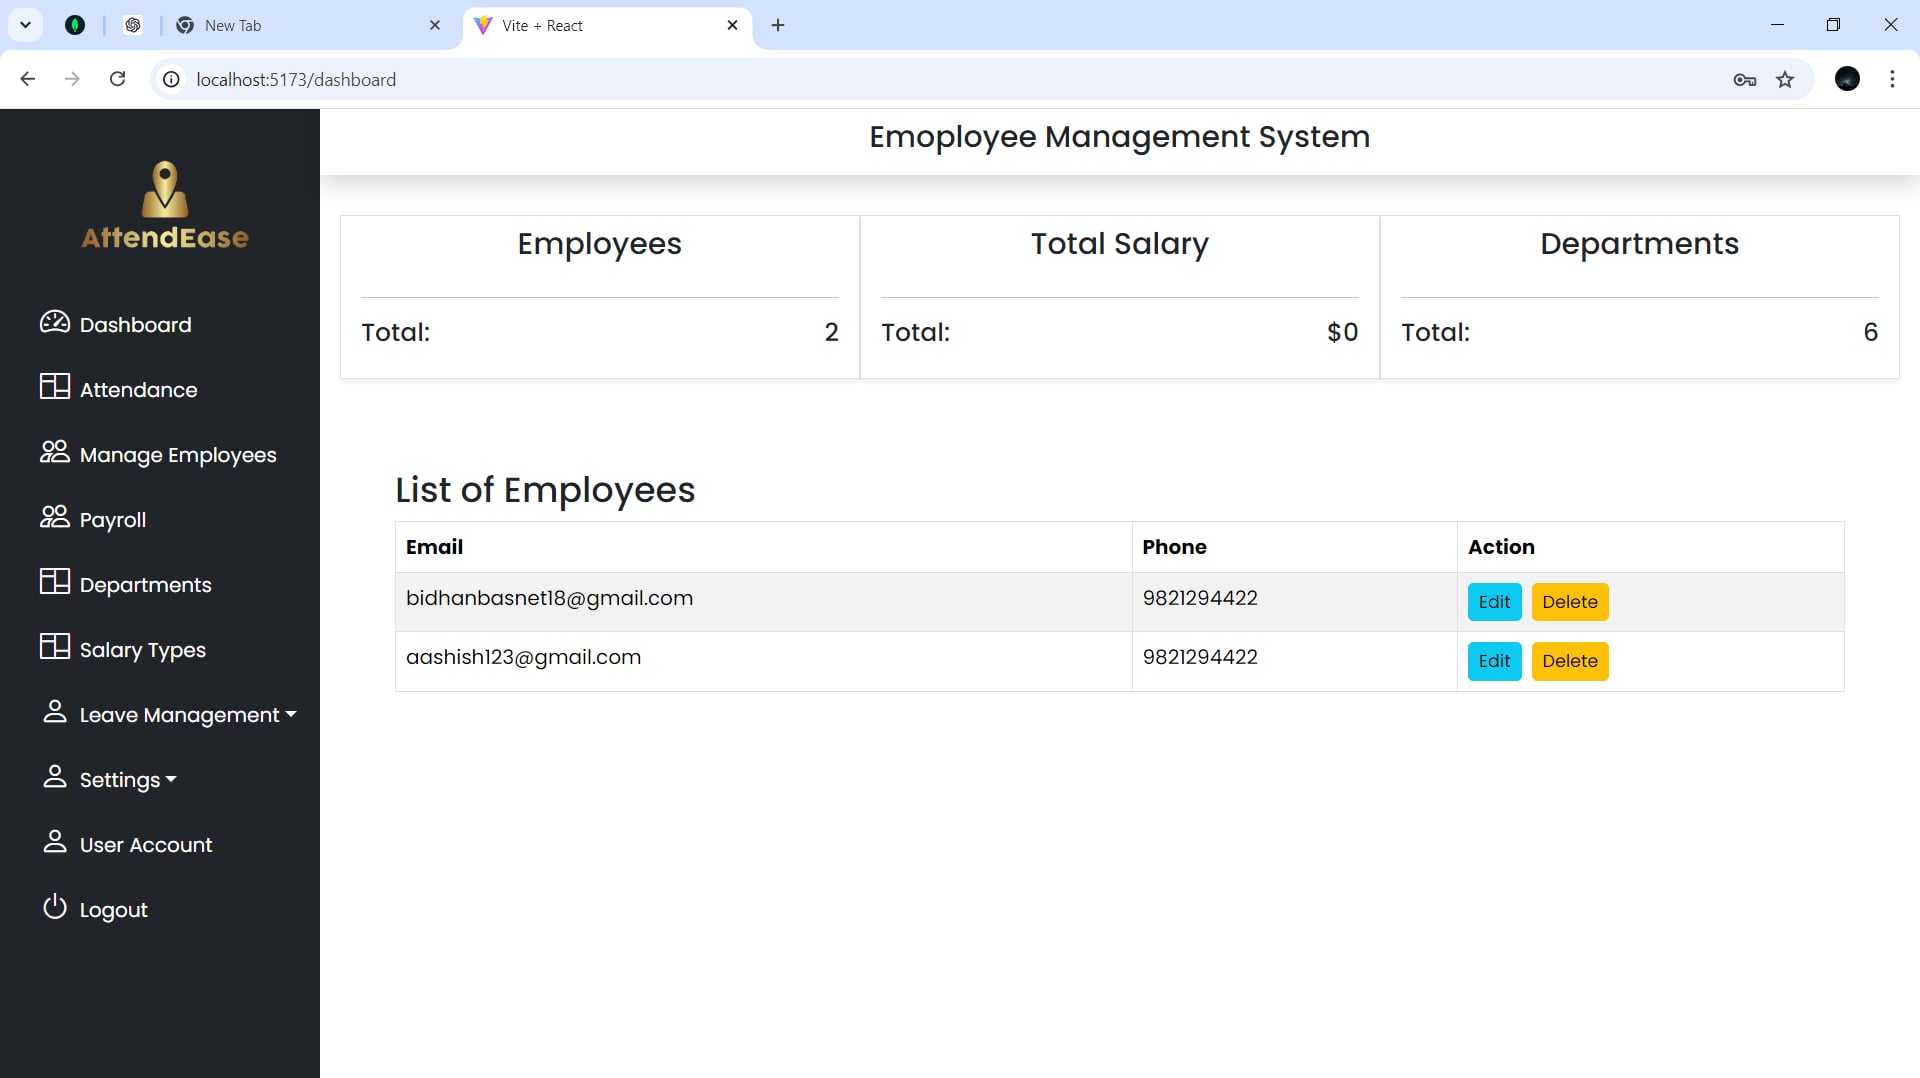 New Tab
Vite + React
localhost:5173/dashboard
Emoployee Management System
AttendEase
Dashboard
Attendance
Manage Employees
Payroll
Departments
Salary Types
Leave Management
Settings
User Account
Logout
Employees
Total: 2
Total Salary
Total: $0
Departments
Total: 6
List of Employees
Email Phone Action
bidhanbasnet18@gmail.com 9821294422 Edit Delete
aashish123@gmail.com 9821294422 Edit Delete